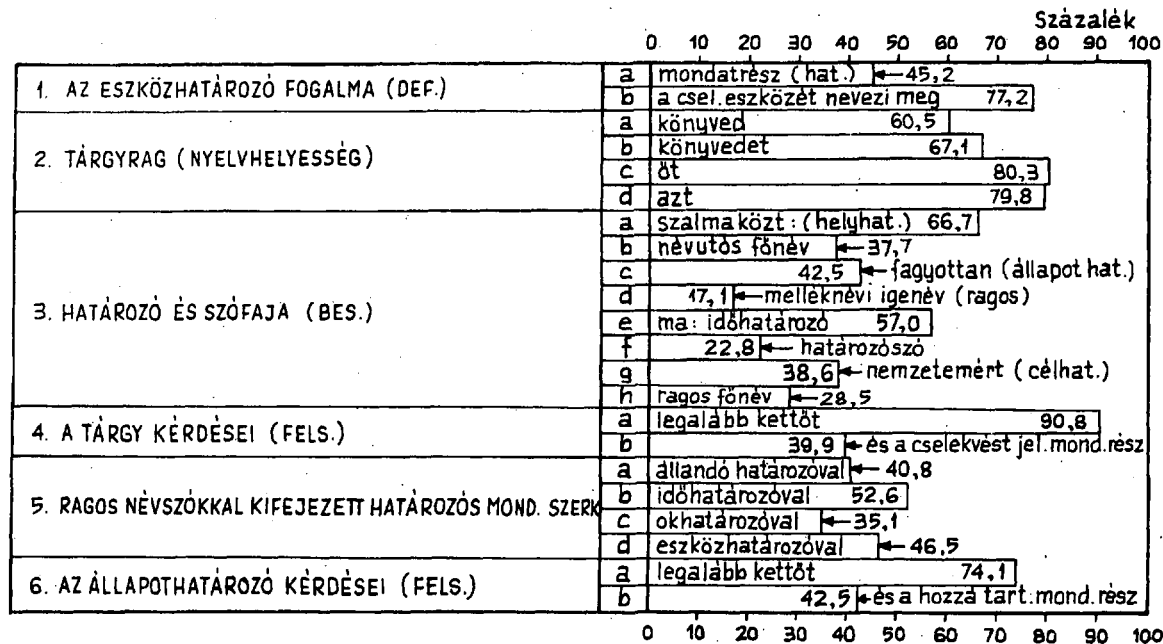 Százalék
0 10 20 30 40 50 60 70 80 90 100
1. AZ ESZKÖZHATÁROZÓ FOGALMA (DEF.)
a mondatrész (hat.) 45,2
b a csel. eszközét nevezi meg 77,2
2. TÁRGYRAG (NYELVHELYESSÉG)
a könyved 60,5
b könyvedet 67,1
c őt 80,3
d azt 79,8
3. HATÁROZÓ ÉS SZÓFAJA (BES.)
a szalma közt: (helyhat.) 66,7
b névutós főnév 37,7
c 42,5 fagyottan (állapot hat.)
d 17,1 melléknévi igenév (ragos)
e ma: időhatározó 57,0
f 22,8 határozószó
g 38,6 nemzetemért (célhat.)
h ragos főnév 28,5
4. A TÁRGY KÉRDÉSEI (FELS.)
a legalább kettőt 90,8
b 39,9 és a cselekvést jel. mond. rész
5. RAGOS NÉVSZÓKKAL KIFEJEZETT HATÁROZÓS MOND. SZERK
a állandó határozóval 40,8
b időhatározóval 52,6
c okhatározóval 35,1
d eszközhatározóval 46,5
6. AZ ÁLLAPOTHATÁROZÓ KÉRDÉSEI (FELS.)
a legalább kettőt 74,1
b 42,5 és a hozzá tart. mond. rész
0 10 20 30 40 50 60 70 80 90 100